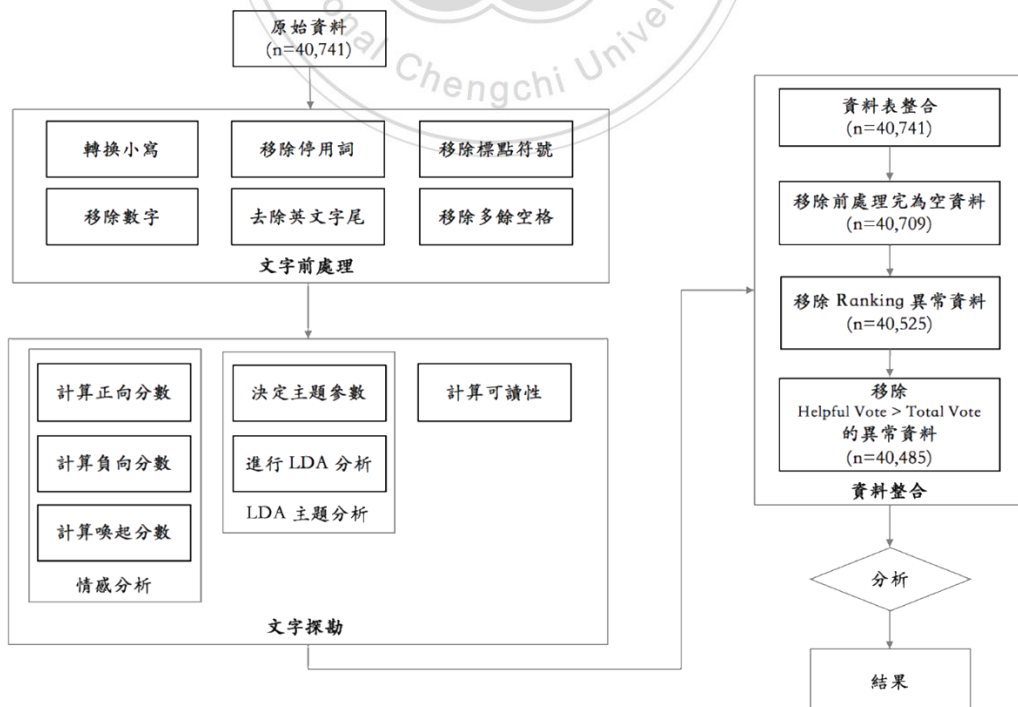 onal Chengchi Univer
原始資料
(n=40,741)
轉換小寫
移除停用詞
移除標點符號
移除數字
去除英文字尾
移除多餘空格
文字前處理
計算正向分數
計算負向分數
計算喚起分數
情感分析
決定主題參數
進行 LDA 分析
LDA 主題分析
計算可讀性
文字探勘
資料表整合
(n=40,741)
移除前處理完為空資料
(n=40,709)
移除 Ranking 異常資料
(n=40,525)
移除
Helpful Vote > Total Vote
的異常資料
(n=40,485)
資料整合
分析
結果